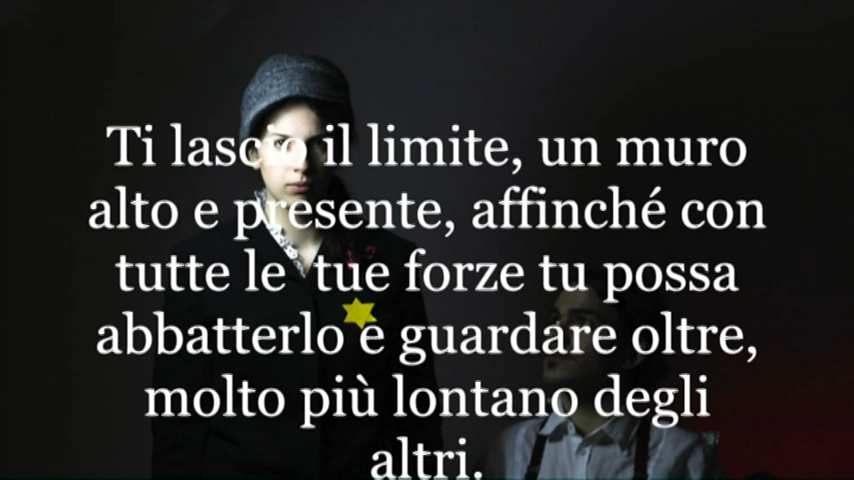 Ti lascio il limite, un muro
alto e presente, affinché con
tutte le tue forze tu possa
abbatterlo e guardare oltre,
molto più lontano degli
altri.